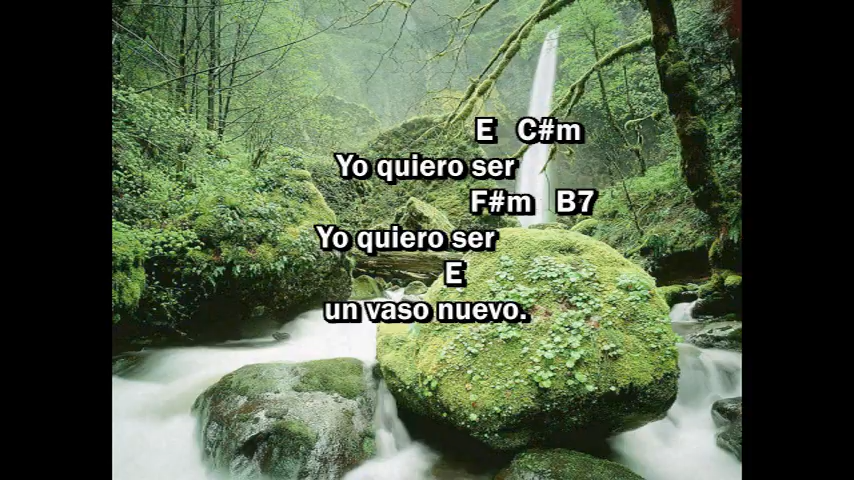 E C#m
Yo quiero ser
F#m B7
Yo quiero ser
E
un vaso nuevo.